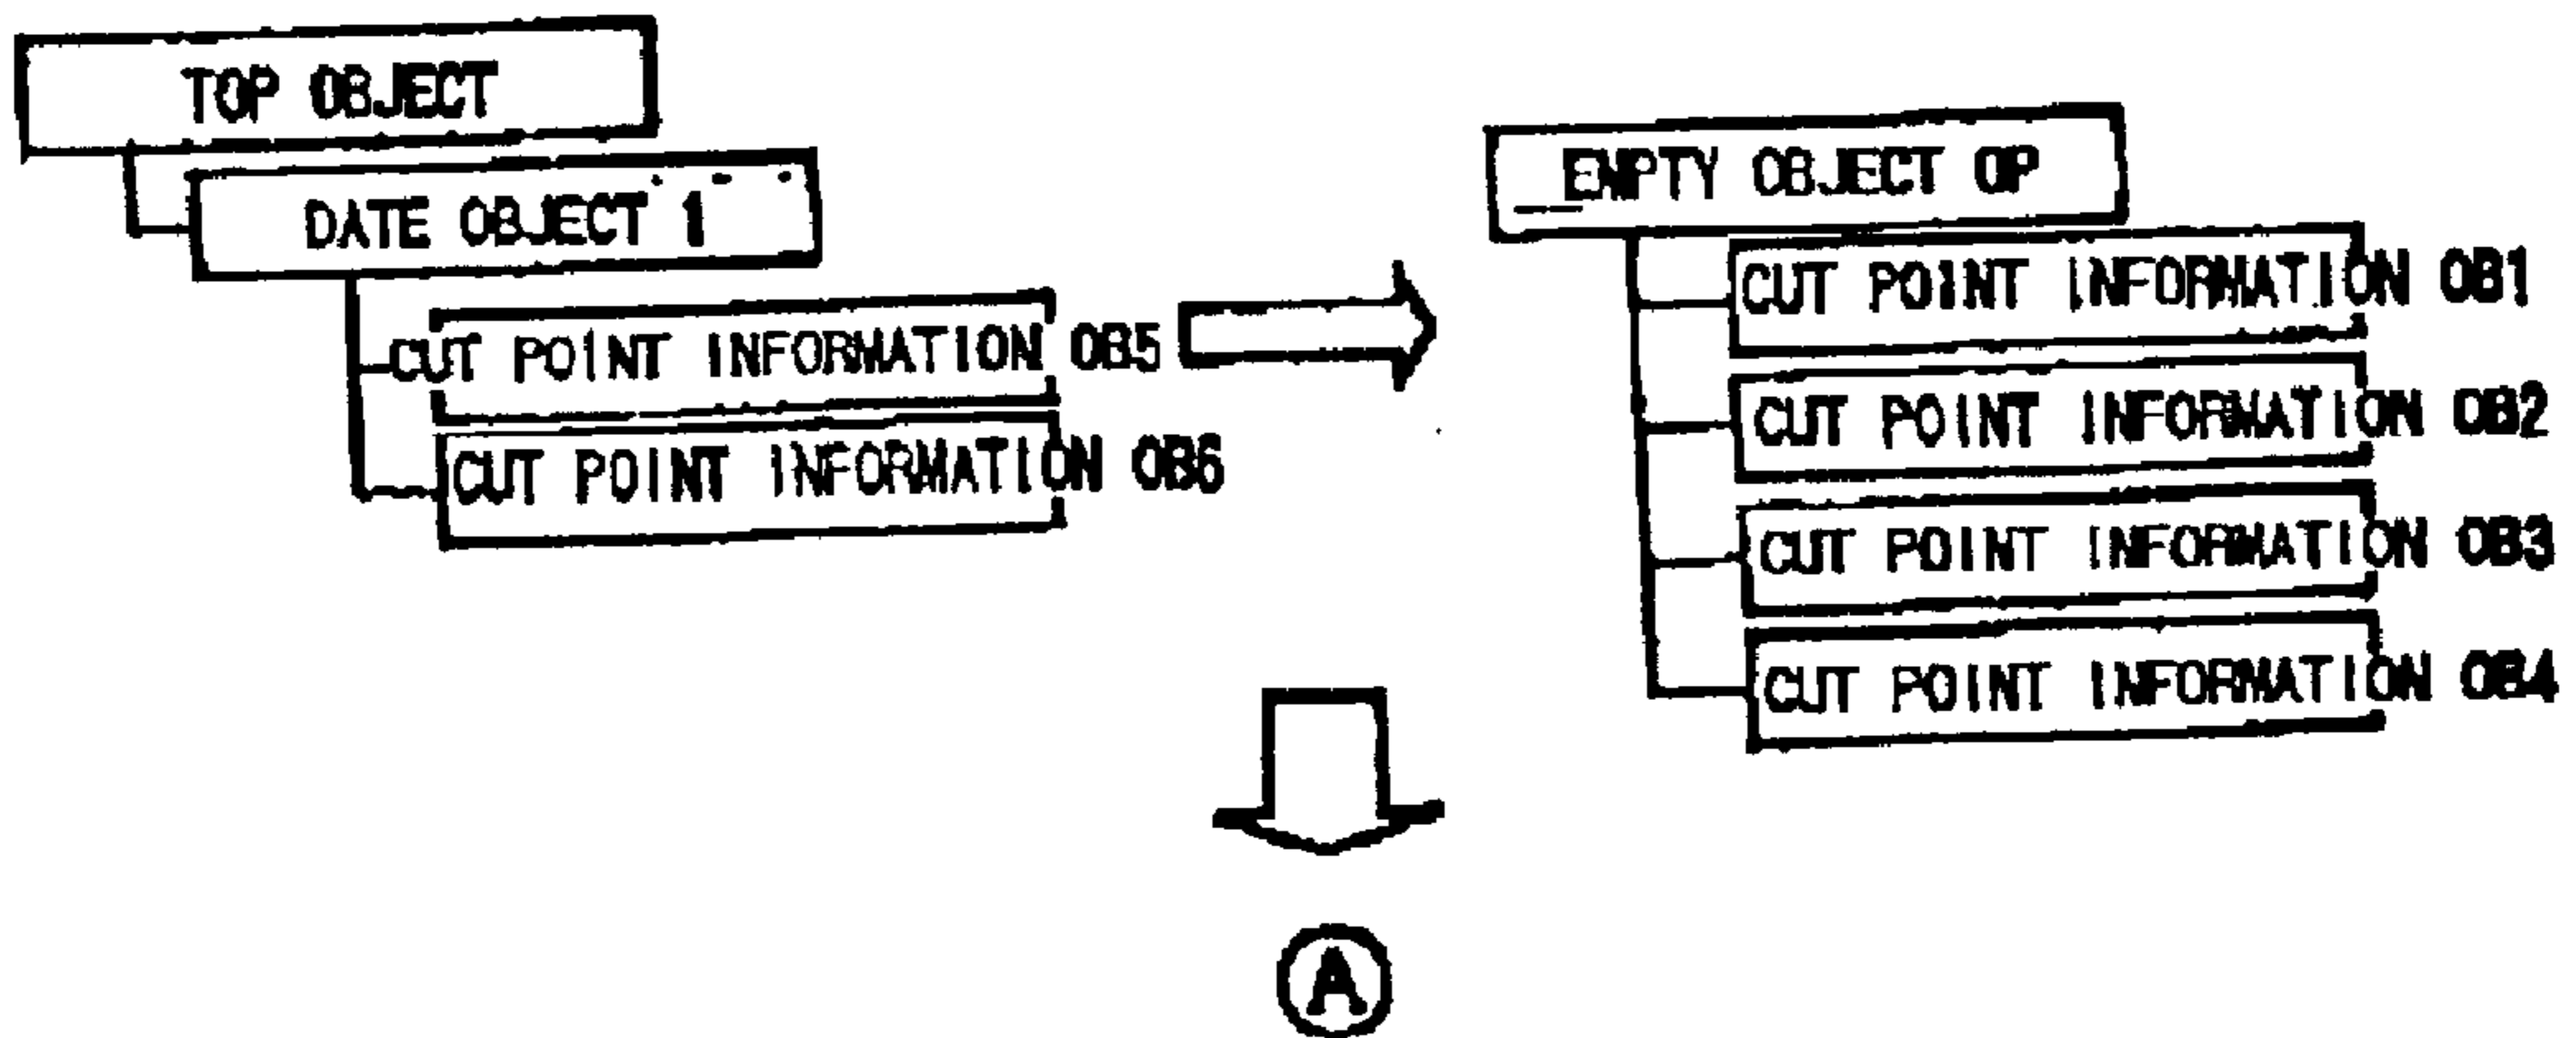 TOP OBJECT
DATE OBJECT 1
CUT POINT INFORMATION OB5
CUT POINT INFORMATION OB6
EMPTY OBJECT OP
CUT POINT INFORMATION OB1
CUT POINT INFORMATION OB2
CUT POINT INFORMATION OB3
CUT POINT INFORMATION OB4
A